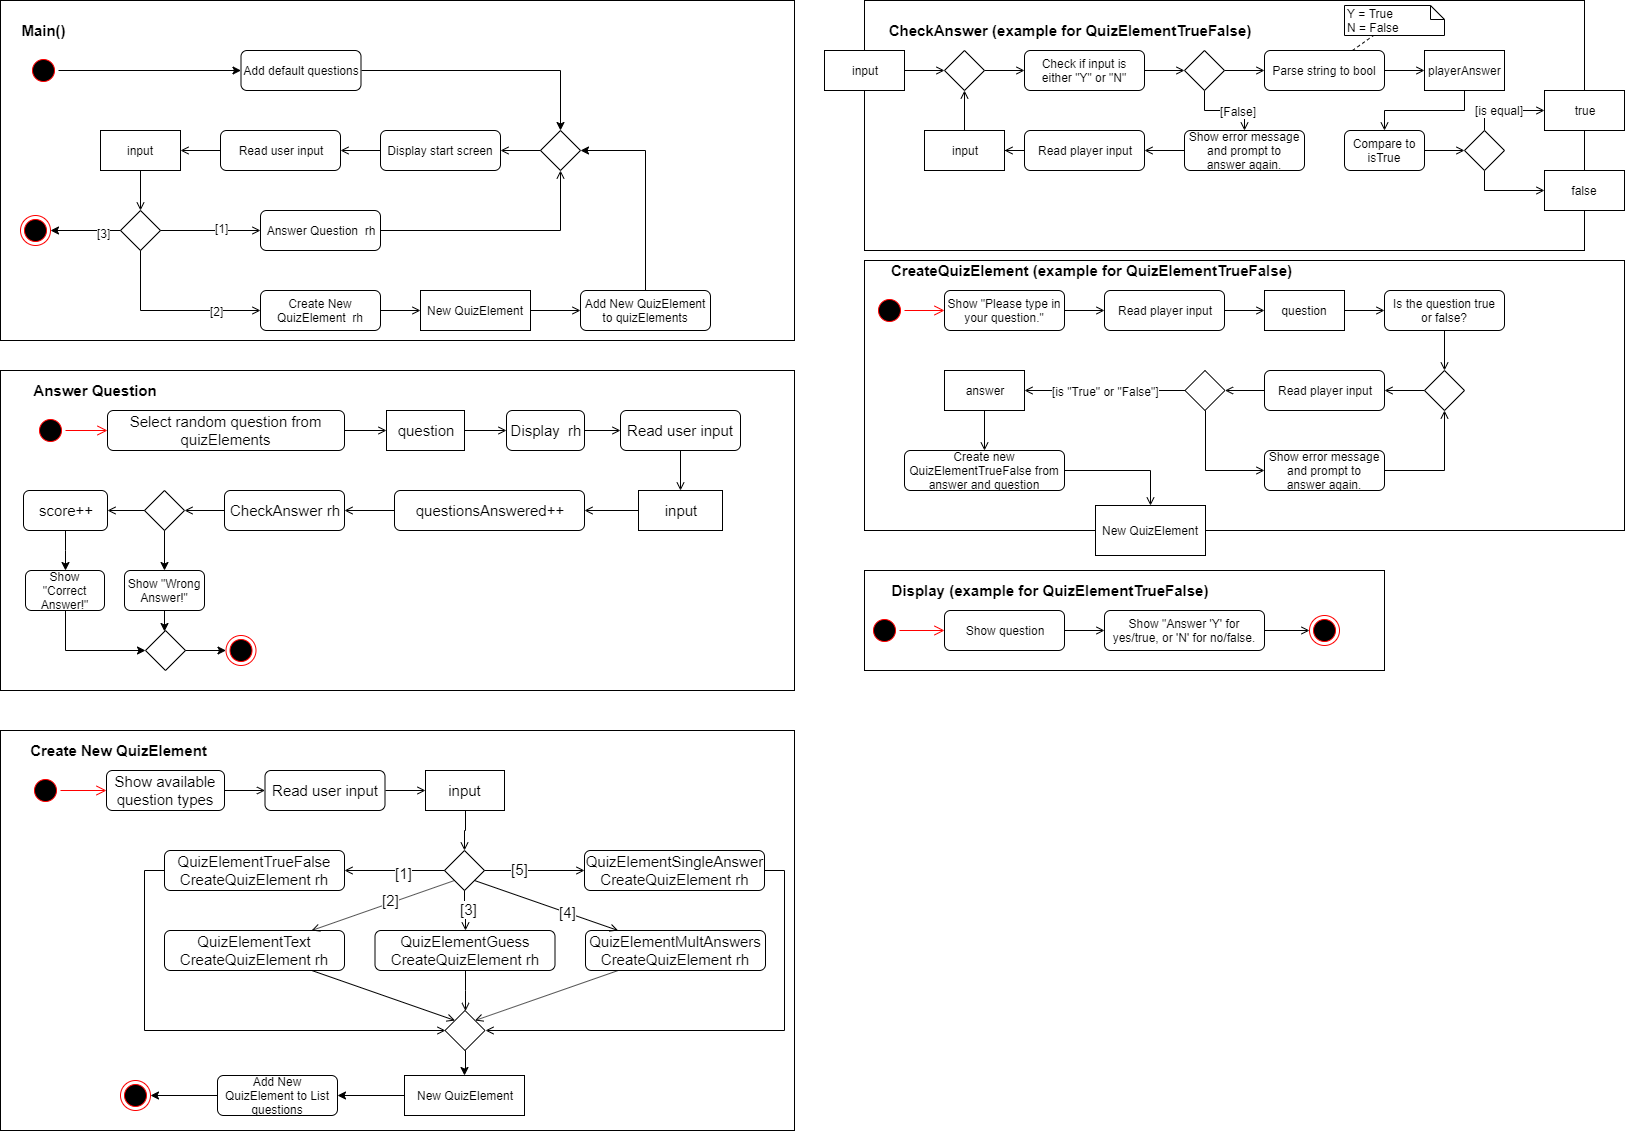 Main()
Add default questions
input
Read user input
Display start screen
[3]
[1]
Answer Question  rh
[2]
Create New
QuizElement  rh
New QuizElement
Add New QuizElement
to quizElements
Answer Question
Select random question from
quizElements
question
Display  rh
Read user input
score++
CheckAnswer rh
questionsAnswered++
input
Show
"Correct
Answer!"
Show "Wrong
Answer!"
Create New QuizElement
Show available
question types
Read user input
input
QuizElementTrueFalse
CreateQuizElement rh
[1]
[5]
QuizElementSingleAnswer
CreateQuizElement rh
[2]
[3]
[4]
QuizElementText
CreateQuizElement rh
QuizElementGuess
CreateQuizElement rh
QuizElementMultAnswers
CreateQuizElement rh
Add New
QuizElement to List
questions
New QuizElement
CheckAnswer (example for QuizElementTrueFalse)
Y = True
N = False
input
Check if input is
either "Y" or "N"
Parse string to bool
playerAnswer
[False]
[is equal]
true
input
Read player input
Show error message
and prompt to
answer again.
Compare to
isTrue
false
CreateQuizElement (example for QuizElementTrueFalse)
Show "Please type in
your question."
Read player input
question
Is the question true
or false?
answer
[is "True" or "False"]
Read player input
Create new
QuizElementTrueFalse from
answer and question
Show error message
and prompt to
answer again.
New QuizElement
Display (example for QuizElementTrueFalse)
Show question
Show "Answer 'Y' for
yes/true, or 'N' for no/false.